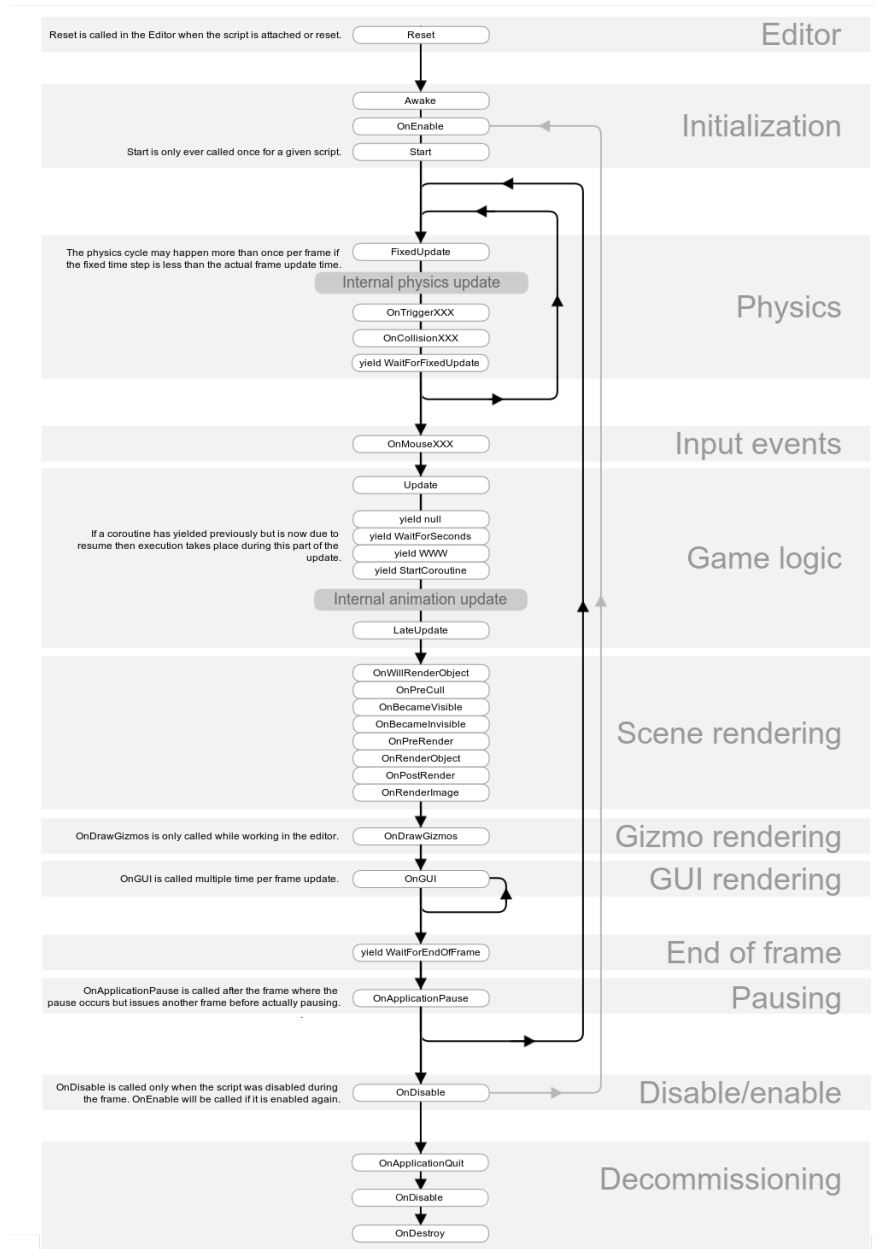 Reset is called in the Editor when the script is attached or reset.
Reset
Editor
Awake
OnEnable
Initialization
Start is only ever called once for a given script.
Start
The physics cycle may happen more than once per frame if
the fixed time step is less than the actual frame update time.
FixedUpdate
Internal physics update
OnTriggerXXX
Physics
OnCollisionXXX
yield WaitForFixedUpdate
OnMouseXXX
Input events
Update
If a coroutine has yielded previously but is now due to
resume then execution takes place during this part of the
update.
yield null
yield WaitForSeconds
yield WWW
yield StartCoroutine
Game logic
Internal animation update
LateUpdate
OnWillRenderObject
OnPreCull
OnBecameVisible
OnBecameInvisible
OnPreRender
OnRenderObject
OnPostRender
OnRenderImage
Scene rendering
OnDrawGizmos is only called while working in the editor.
OnDrawGizmos
Gizmo rendering
OnGUI is called multiple time per frame update.
OnGUI
GUI rendering
yield WaitForEndOfFrame
End of frame
OnApplicationPause is called after the frame where the
pause occurs but issues another frame before actually pausing.
.
OnApplicationPause
Pausing
OnDisable is called only when the script was disabled during
the frame. OnEnable will be called if it is enabled again.
OnDisable
Disable/enable
OnApplicationQuit
Decommissioning
OnDisable
OnDestroy